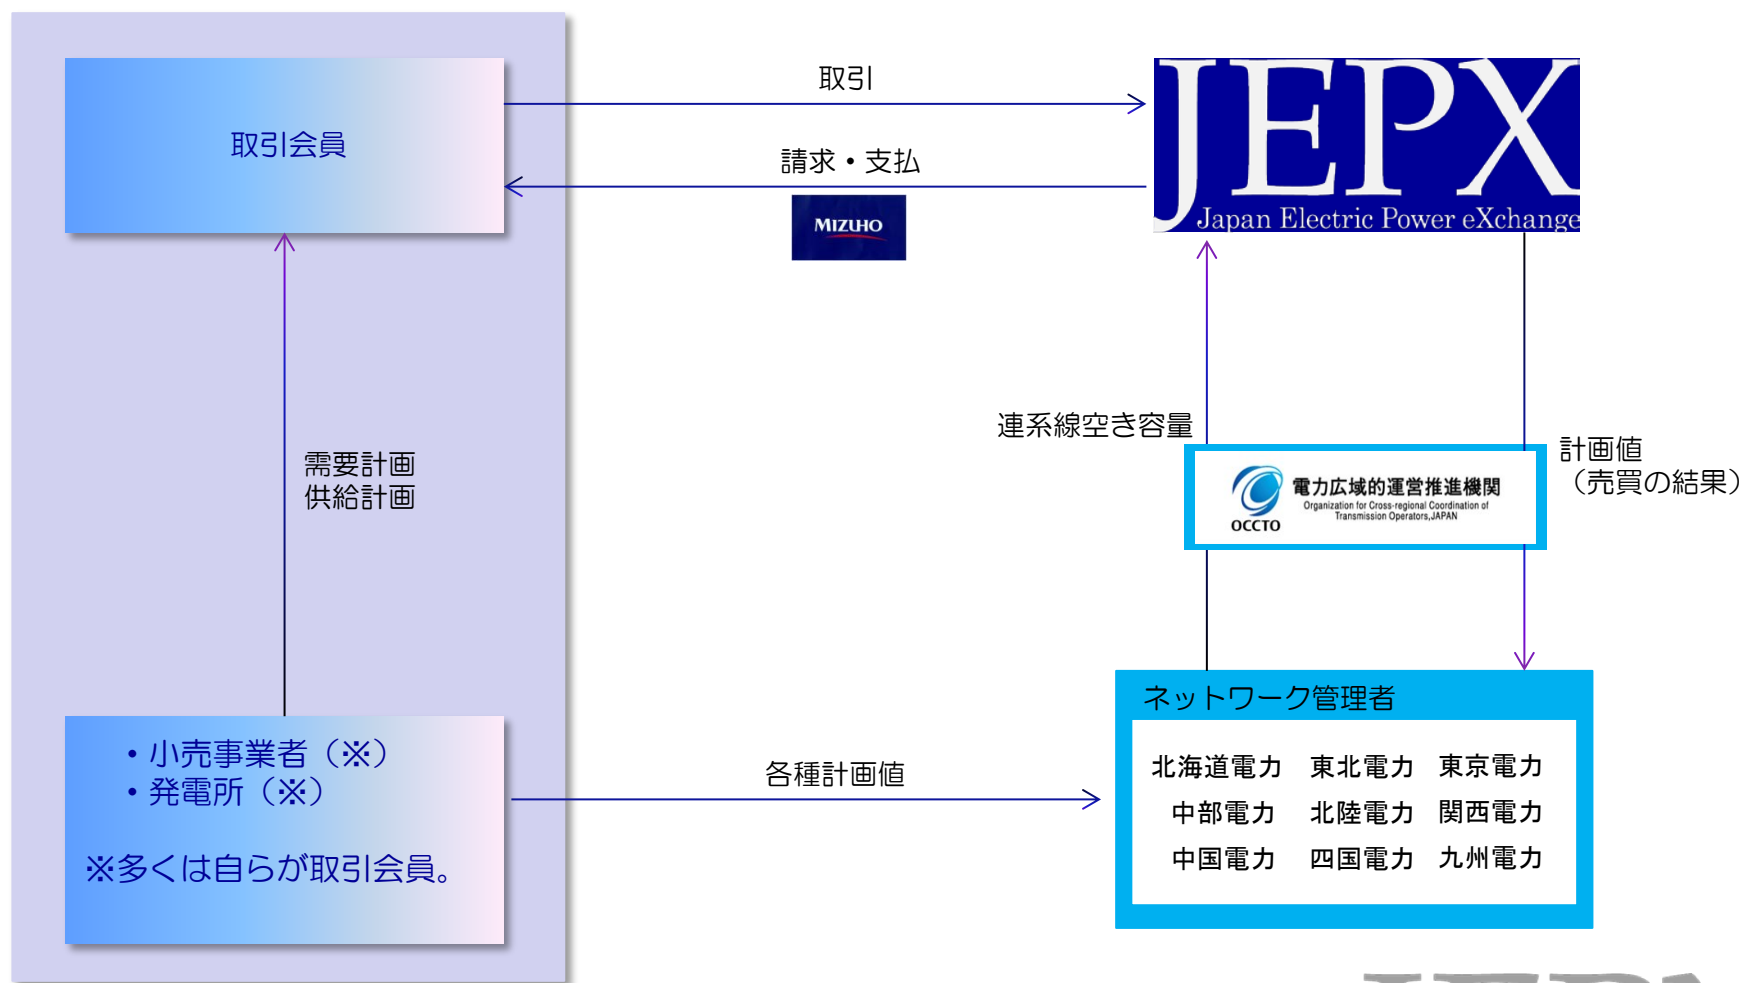 取引会員
取引
請求・支払
MIZUHO
JEPX
Japan Electric Power eXchange
需要計画
供給計画
連系線空き容量
計画値
（売買の結果）
OCCTO
電力広域的運営推進機関
Organization for Cross-regional Coordination of
Transmission Operators,JAPAN
・小売事業者（※）
・発電所（※）
※多くは自らが取引会員。
各種計画値
ネットワーク管理者
北海道電力 東北電力 東京電力
中部電力 北陸電力 関西電力
中国電力 四国電力 九州電力